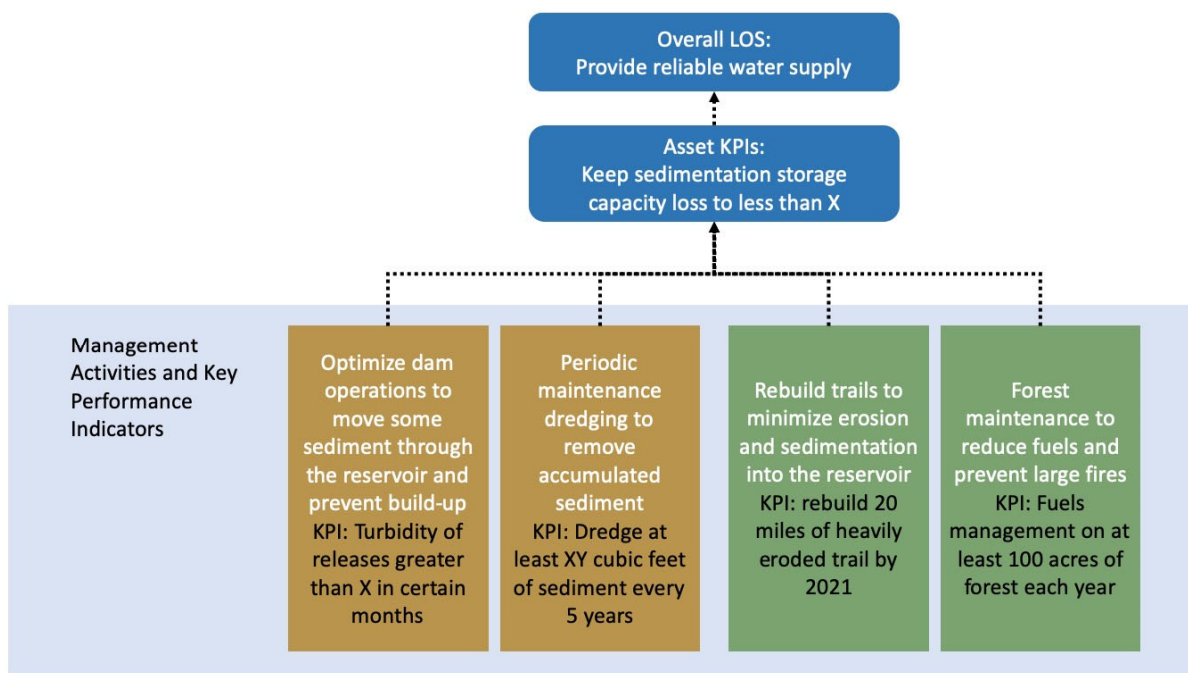 Overall LOS:
Provide reliable water supply
Asset KPIs:
Keep sedimentation storage
capacity loss to less than X
Management
Activities and Key
Performance
Indicators
Optimize dam
operations to
move some
sediment through
the reservoir and
prevent build-up
KPI: Turbidity of
releases greater
than X in certain
months
Periodic
maintenance
dredging to
remove
accumulated
sediment
KPI: Dredge at
least XY cubic feet
of sediment every
5 years
Rebuild trails to
minimize erosion
and sedimentation
into the reservoir
KPI: rebuild 20
miles of heavily
eroded trail by
2021
Forest
maintenance to
reduce fuels and
prevent large fires
KPI: Fuels
management on at
least 100 acres of
forest each year